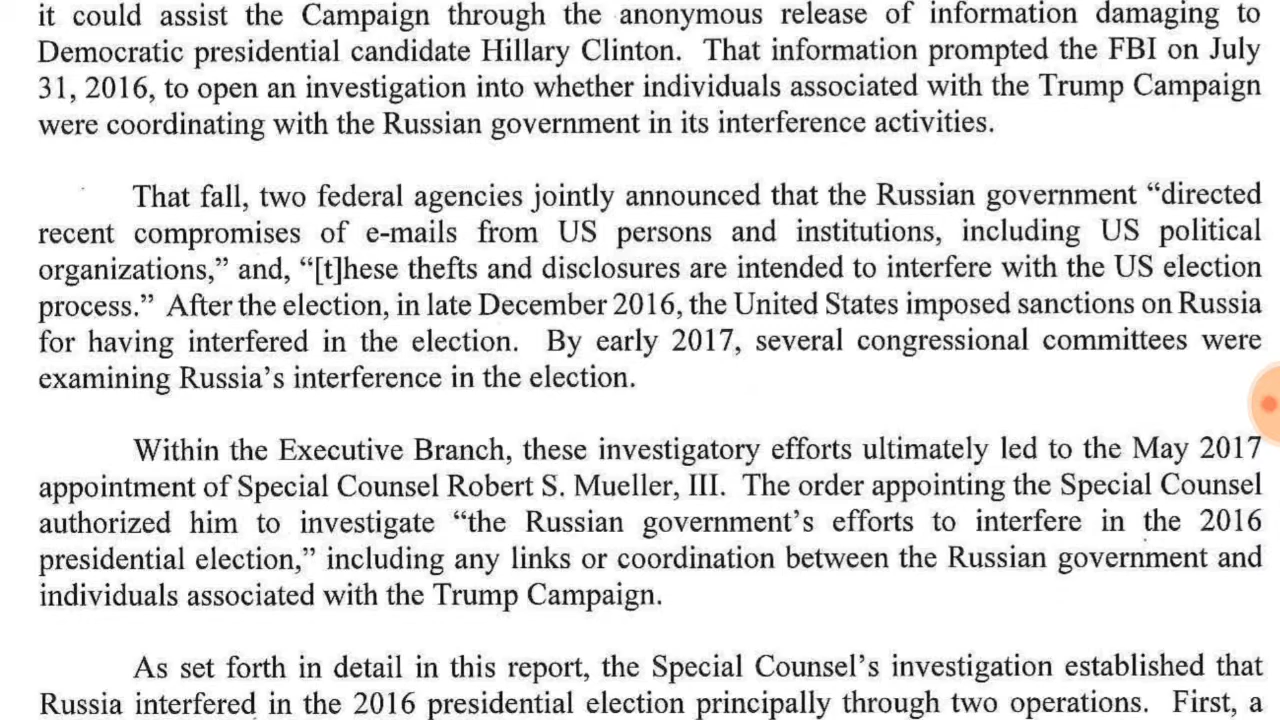 it could assist the Campaign through the anonymous release of information damaging to
Democratic presidential candidate Hillary Clinton. That information prompted the FBI on July
31, 2016, to open an investigation into whether individuals associated with the Trump Campaign
were coordinating with the Russian government in its interference activities.
That fall, two federal agencies jointly announced that the Russian government “directed
recent compromises of e-mails from US persons and institutions, including US political
organizations,” and, “[t]hese thefts and disclosures are intended to interfere with the US election
process.” After the election, in late December 2016, the United States imposed sanctions on Russia
for having interfered in the election. By early 2017, several congressional committees were
examining Russia’s interference in the election.
Within the Executive Branch, these investigatory efforts ultimately led to the May 2017
appointment of Special Counsel Robert S. Mueller, III. The order appointing the Special Counsel
authorized him to investigate “the Russian government’s efforts to interfere in the 2016
presidential election,” including any links or coordination between the Russian government and
individuals associated with the Trump Campaign.
As set forth in detail in this report, the Special Counsel’s investigation established that
Russia interfered in the 2016 presidential election principally through two operations. First, a